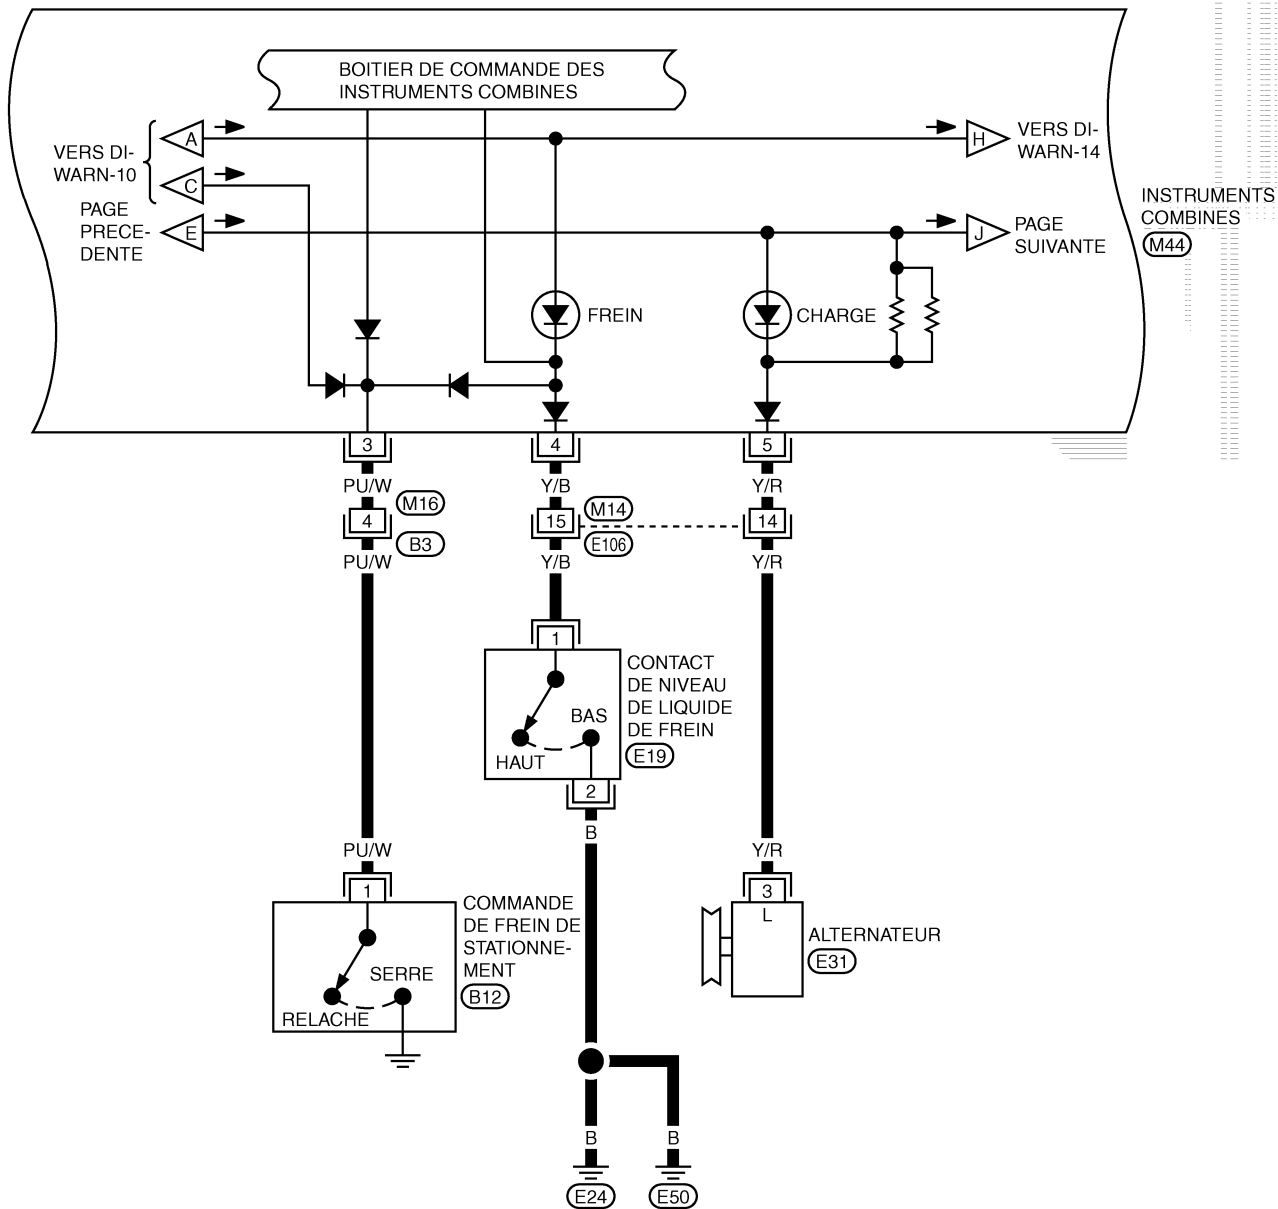 BOITIER DE COMMANDE DES
INSTRUMENTS COMBINES
VERS DI-
WARN-10
A
C
PAGE
PRECE-
DENTE
E
H
VERS DI-
WARN-14
J
PAGE
SUIVANTE
INSTRUMENTS
COMBINES
M44
FREIN
CHARGE
3
4
5
PU/W
Y/B
Y/R
M16
4
B3
M14
15
E106
14
PU/W
Y/B
Y/R
1
CONTACT
DE NIVEAU
DE LIQUIDE
DE FREIN
E19
BAS
HAUT
2
B
PU/W
Y/R
1
COMMANDE
DE FREIN DE
STATIONNE-
MENT
B12
SERRE
RELACHE
3
L
ALTERNATEUR
E31
B
B
E24
E50